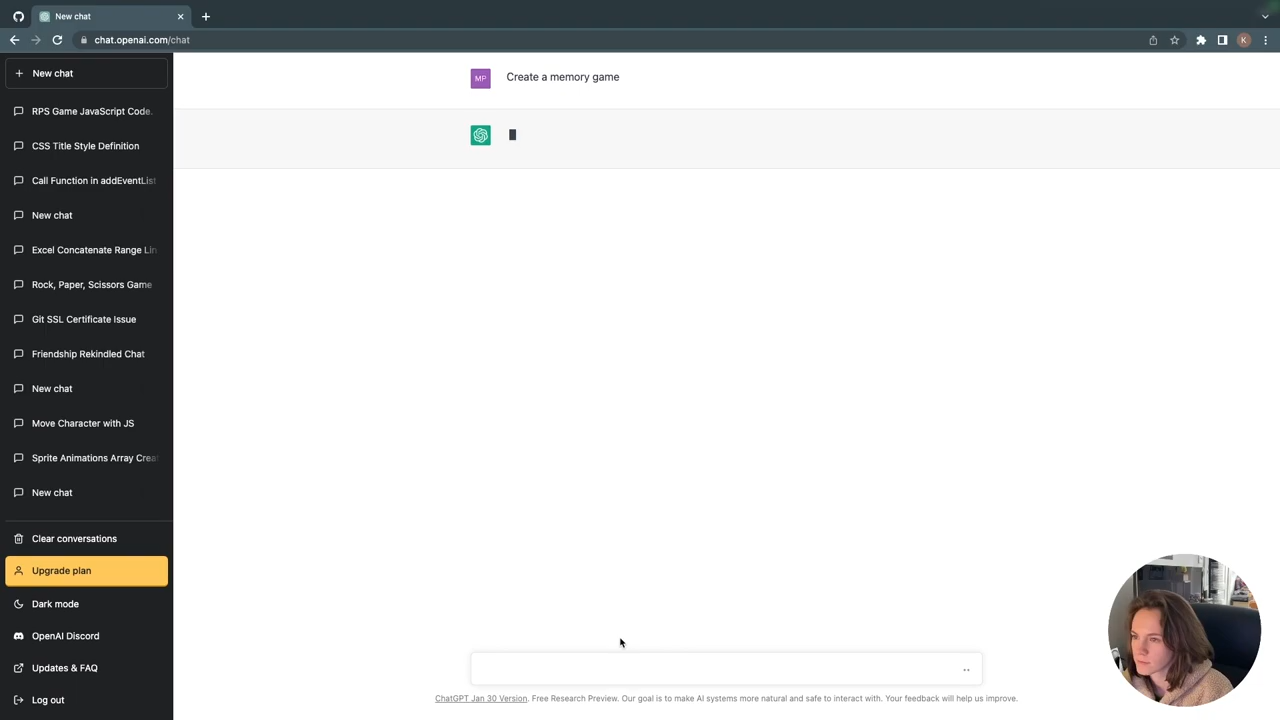 New chat
chat.openai.com/chat
K
New chat
RPS Game JavaScript Code.
CSS Title Style Definition
Call Function in addEventList
New chat
Excel Concatenate Range Lin
Rock, Paper, Scissors Game
Git SSL Certificate Issue
Friendship Rekindled Chat
New chat
Move Character with JS
Sprite Animations Array Crea
New chat
Clear conversations
Upgrade plan
Dark mode
OpenAI Discord
Updates & FAQ
Log out
MP
Create a memory game
ChatGPT Jan 30 Version. Free Research Preview. Our goal is to make AI systems more natural and safe to interact with. Your feedback will help us improve.